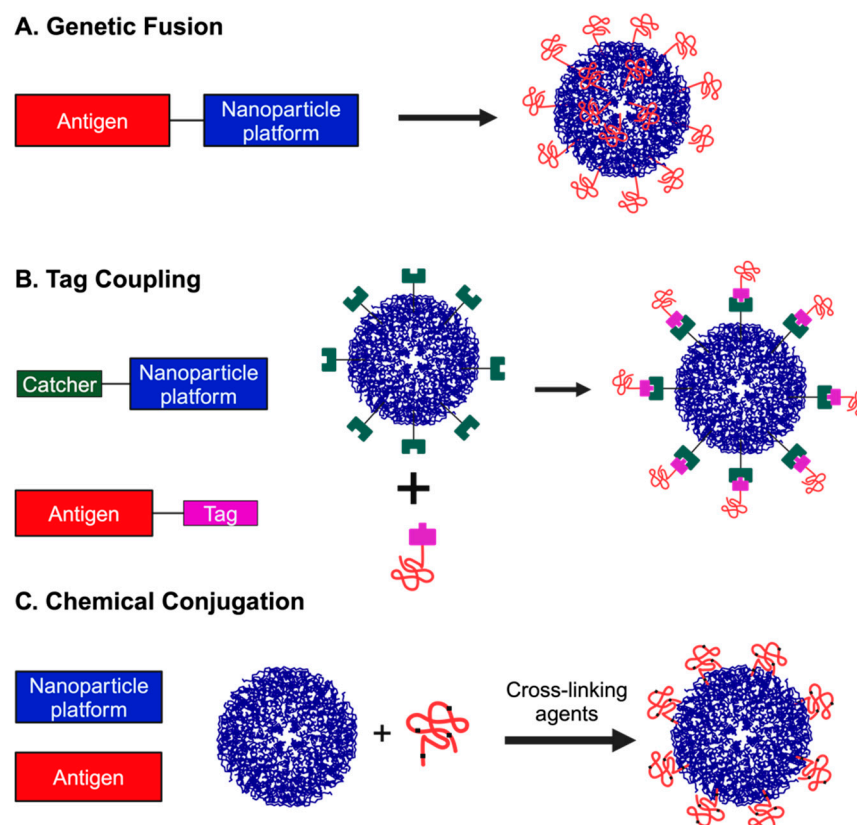 A. Genetic Fusion
Antigen
Nanoparticle
platform
B. Tag Coupling
Catcher
Nanoparticle
platform
Antigen
Tag
+
C. Chemical Conjugation
Nanoparticle
platform
Antigen
+
Cross-linking
agents